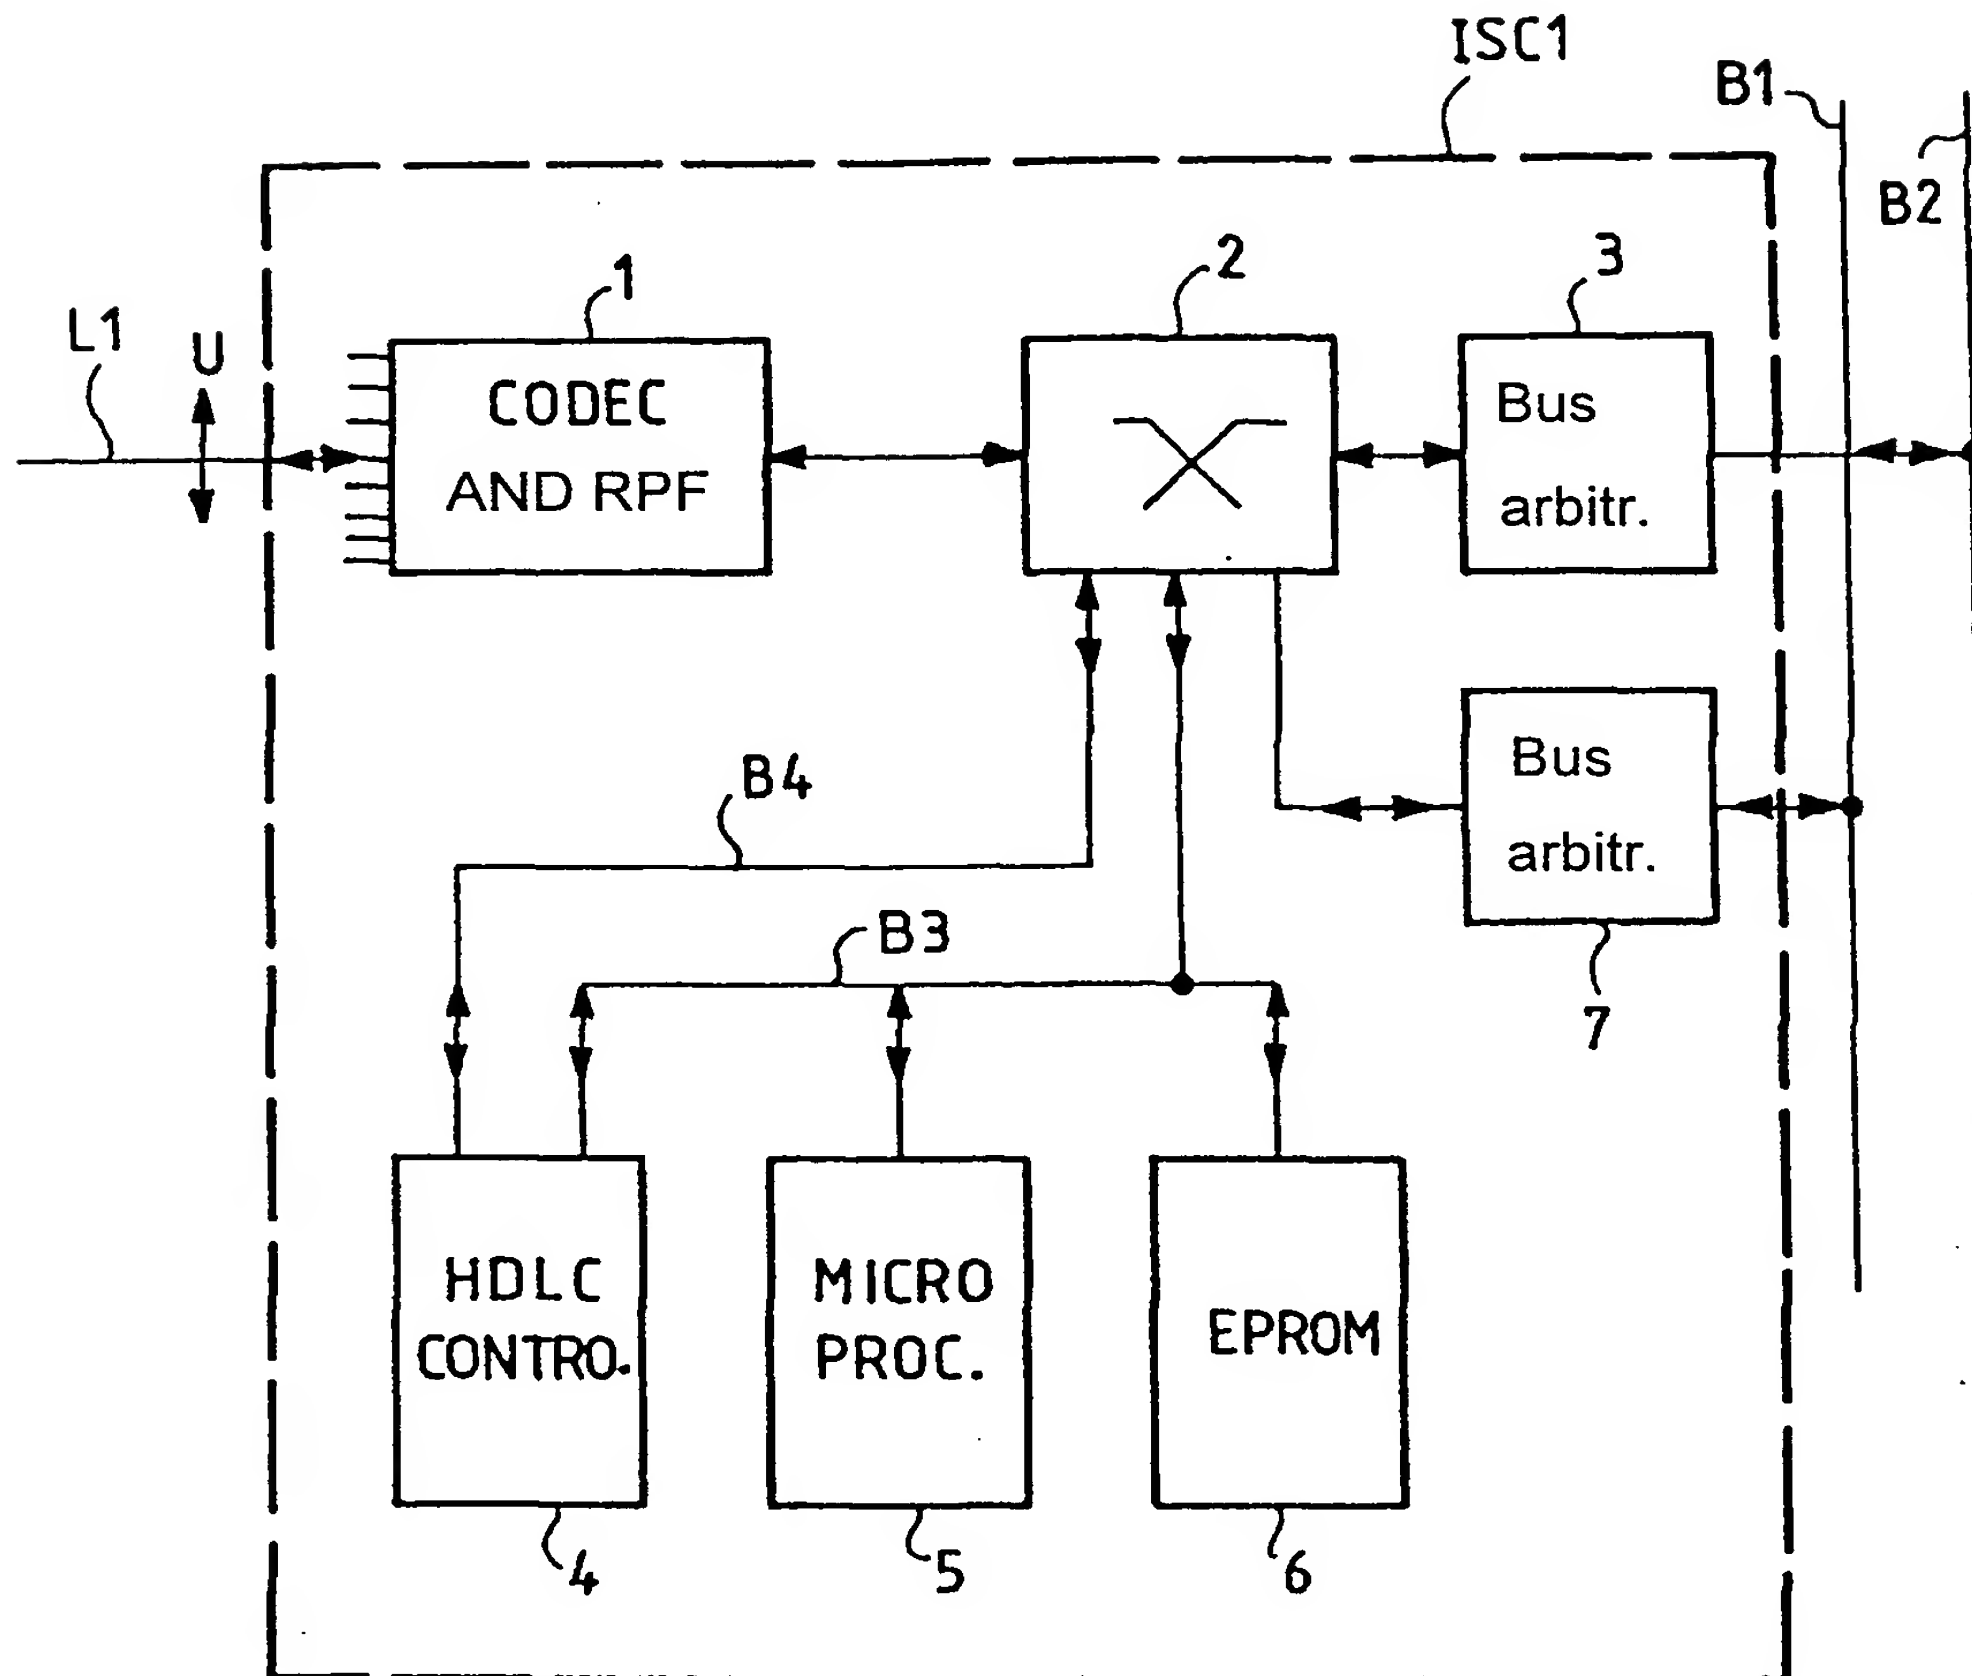 ISC1
B1
B2
L1
U
1
2
3
CODEC
AND RPF
Bus
arbitr.
B4
Bus
arbitr.
B3
7
HDLC
CONTRO.
MICRO
PROC.
EPROM
4
5
6